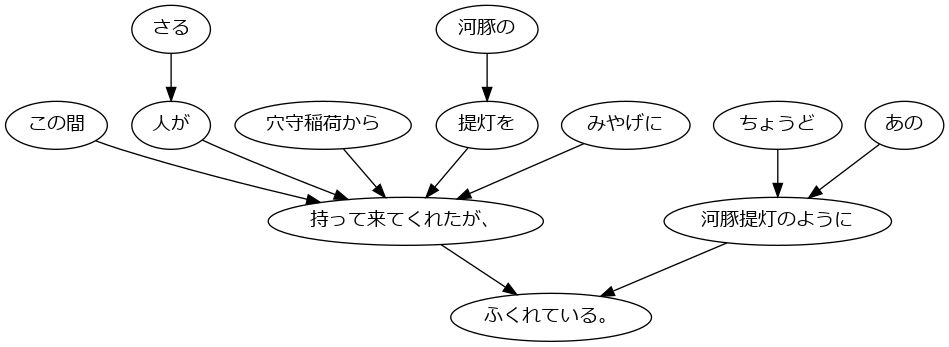 さる
河豚の
この間
人が
穴守稲荷から
提灯を
みやげに
ちょうど
あの
持って来てくれたが、
河豚提灯のように
ふくれている。